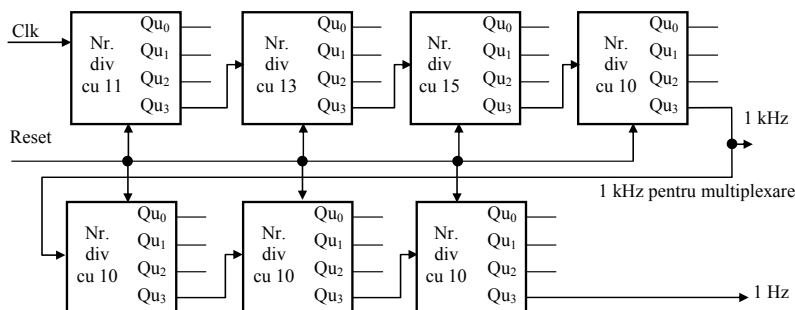 Clk
Nr. div cu 11
Qu0
Qu1
Qu2
Qu3
Nr. div cu 13
Qu0
Qu1
Qu2
Qu3
Nr. div cu 15
Qu0
Qu1
Qu2
Qu3
Nr. div cu 10
Qu0
Qu1
Qu2
Qu3
1 kHz
Reset
1 kHz pentru multiplexare
Nr. div cu 10
Qu0
Qu1
Qu2
Qu3
Nr. div cu 10
Qu0
Qu1
Qu2
Qu3
Nr. div cu 10
Qu0
Qu1
Qu2
Qu3
1 Hz